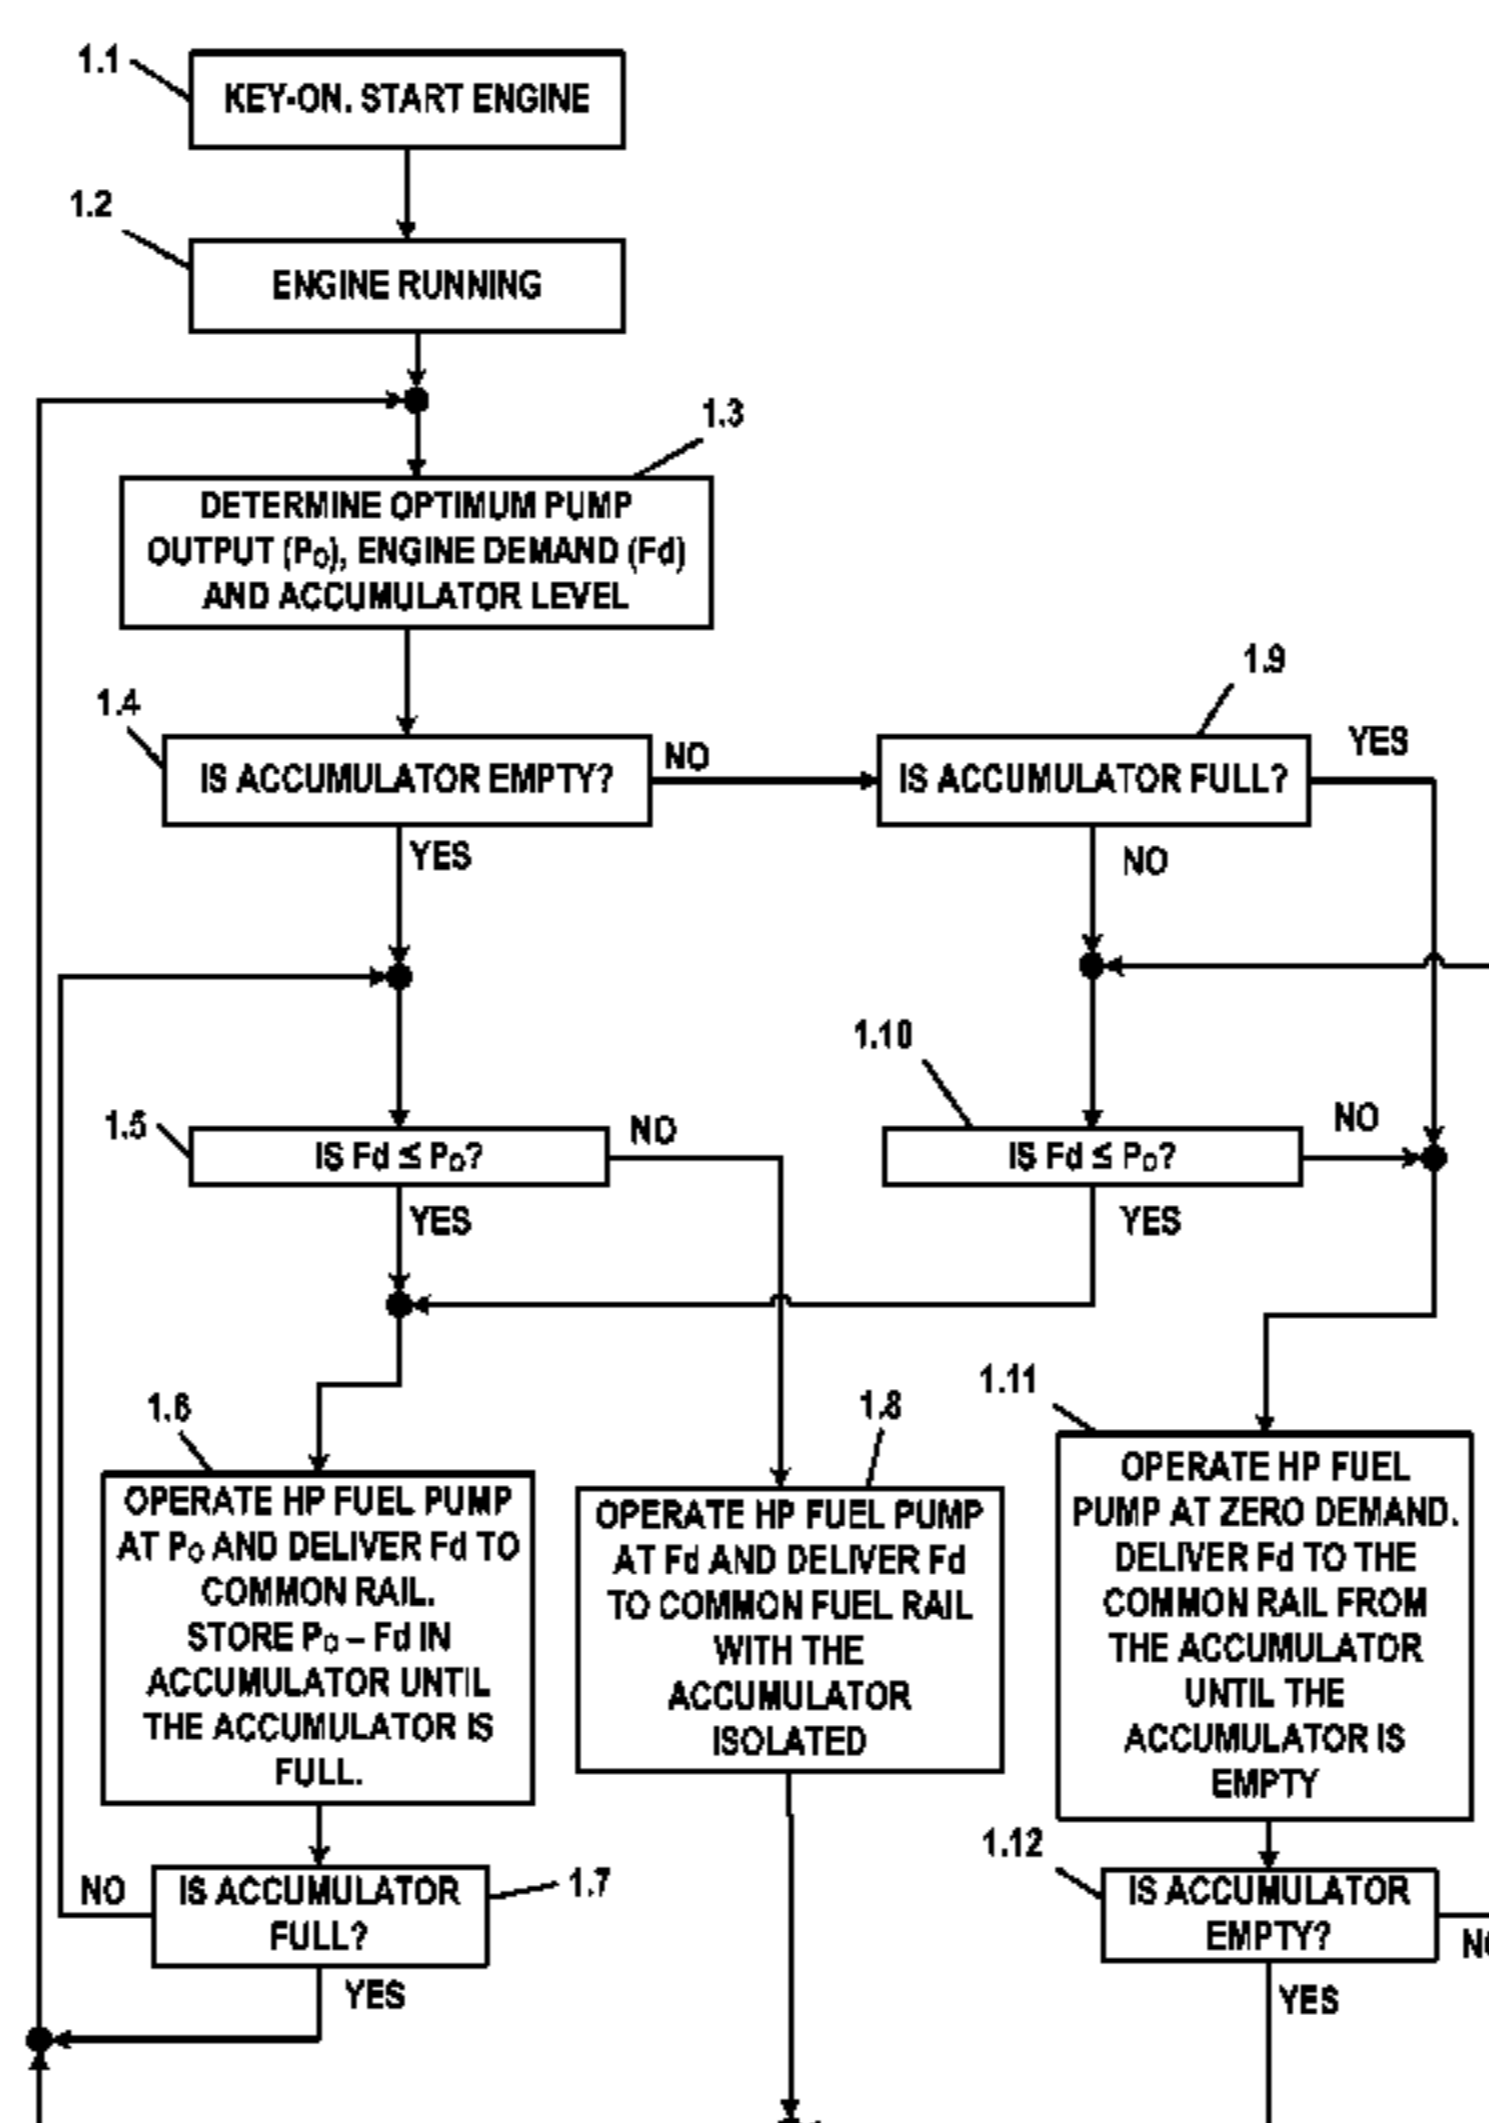 1.1
KEY-ON. START ENGINE
1.2
ENGINE RUNNING
1.3
DETERMINE OPTIMUM PUMP
OUTPUT (PO), ENGINE DEMAND (Fd)
AND ACCUMULATOR LEVEL
1.4
IS ACCUMULATOR EMPTY?
NO
YES
1.9
IS ACCUMULATOR FULL?
YES
NO
1.5
IS Fd ≤ PO?
NO
YES
1.10
IS Fd ≤ PO?
NO
YES
1.6
OPERATE HP FUEL PUMP
AT PO AND DELIVER Fd TO
COMMON RAIL.
STORE PO – Fd IN
ACCUMULATOR UNTIL
THE ACCUMULATOR IS
FULL.
1.8
OPERATE HP FUEL PUMP
AT Fd AND DELIVER Fd
TO COMMON FUEL RAIL
WITH THE
ACCUMULATOR
ISOLATED
1.11
OPERATE HP FUEL
PUMP AT ZERO DEMAND.
DELIVER Fd TO THE
COMMON RAIL FROM
THE ACCUMULATOR
UNTIL THE
ACCUMULATOR IS
EMPTY
1.7
IS ACCUMULATOR
FULL?
NO
YES
1.12
IS ACCUMULATOR
EMPTY?
YES